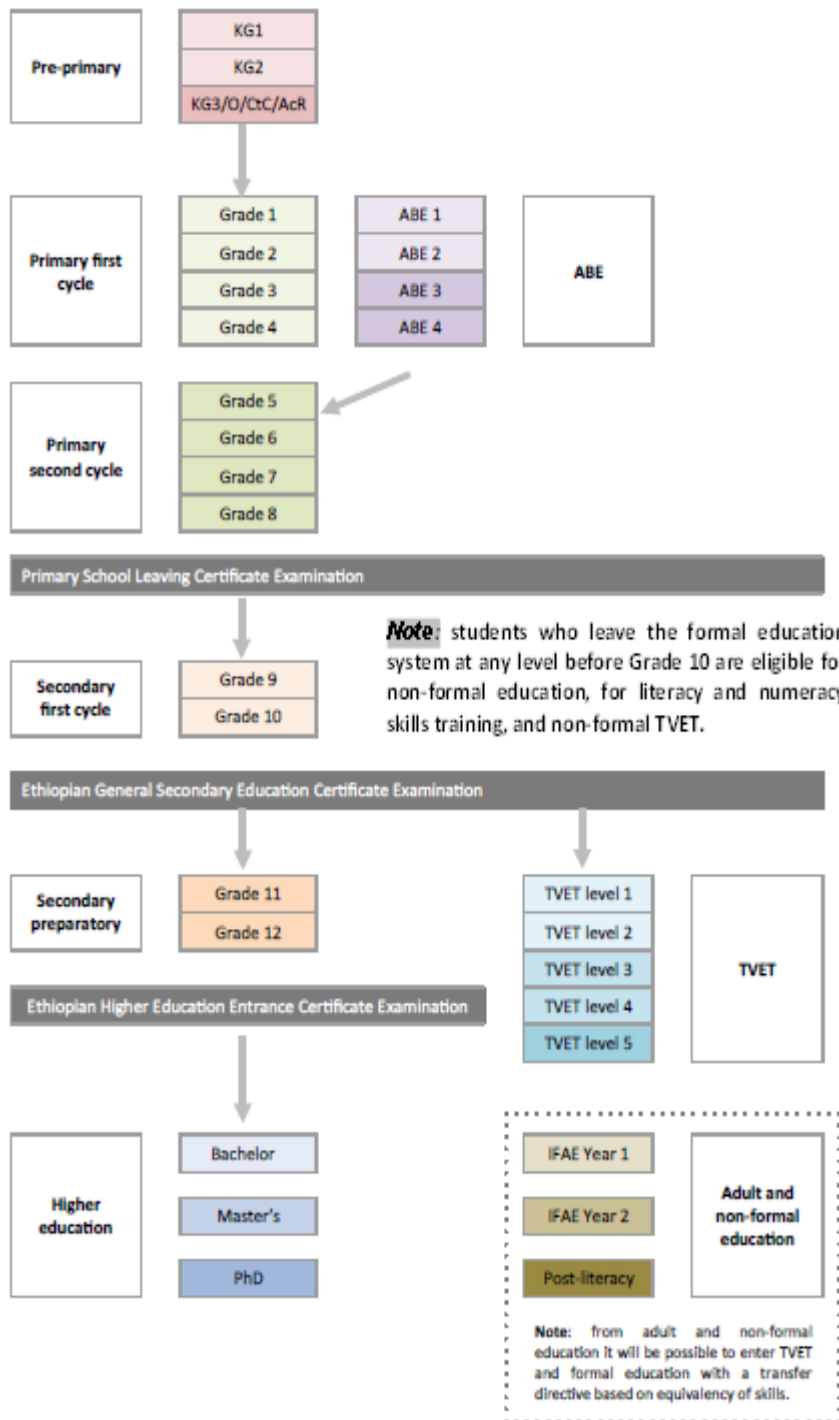 Pre-primary
KG1
KG2
KG3/O/CtC/AcR
Primary first
cycle
Grade 1
Grade 2
Grade 3
Grade 4
ABE 1
ABE 2
ABE 3
ABE 4
ABE
Primary
second cycle
Grade 5
Grade 6
Grade 7
Grade 8
Primary School Leaving Certificate Examination
Note: students who leave the formal education
system at any level before Grade 10 are eligible fo
non-formal education, for literacy and numeracy
skills training, and non-formal TVET.
Secondary
first cycle
Grade 9
Grade 10
Ethiopian General Secondary Education Certificate Examination
Secondary
preparatory
Grade 11
Grade 12
TVET level 1
TVET level 2
TVET level 3
TVET level 4
TVET level 5
TVET
Ethiopian Higher Education Entrance Certificate Examination
Higher
education
Bachelor
Master's
PhD
IFAE Year 1
IFAE Year 2
Post-literacy
Adult and
non-formal
education
Note: from adult and non-formal
education it will be possible to enter TVET
and formal education with a transfer
directive based on equivalency of skills.